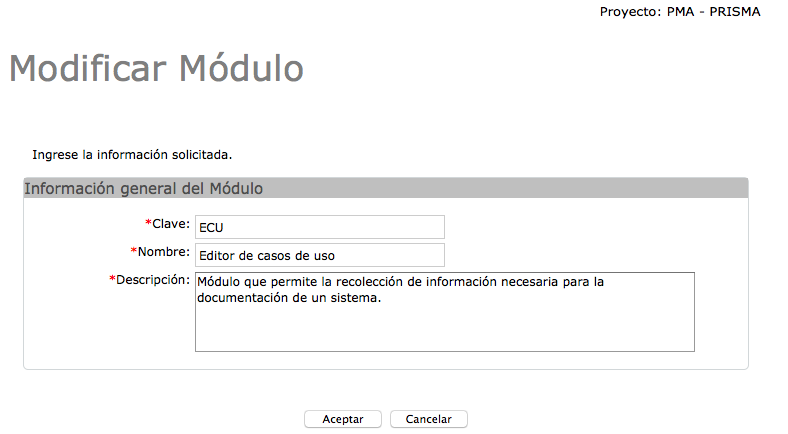 Proyecto: PMA - PRISMA
Modificar Módulo
Ingrese la información solicitada.
Información general del Módulo
*Clave: ECU
*Nombre: Editor de casos de uso
*Descripción: Módulo que permite la recolección de información necesaria para la
documentación de un sistema.
Aceptar Cancelar